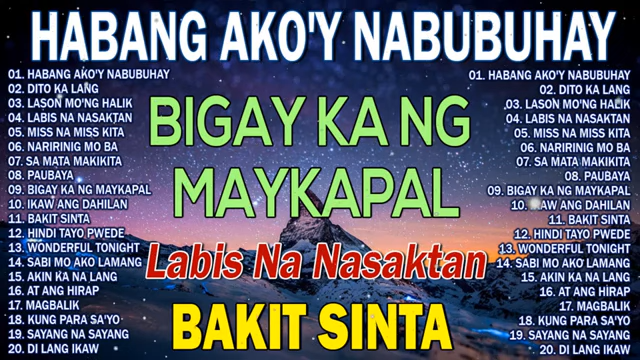 HABANG AKO'Y NABUBUHAY
01. HABANG AKO'Y NABUBUHAY
02. DITO KA LANG
03. LASON MO'NG HALIK
04. LABIS NA NASAKTAN
05. MISS NA MISS KITA
06. NARIRINIG MO BA
07. SA MATA MAKIKITA
08. PAUBAYA
09. BIGAY KA NG MAYKAPAL
10. IKAW ANG DAHILAN
11. BAKIT SINTA
12. HINDI TAYO PWEDE
13. WONDERFUL TONIGHT
14. SABI MO AKO LAMANG
15. AKIN KA NA LANG
16. AT ANG HIRAP
17. MAGBALIK
18. KUNG PARA SA'YO
19. SAYANG NA SAYANG
20. DI LANG IKAW
BIGAY KA NG
MAYKAPAL
Labis Na Nasaktan
BAKIT SINTA
01. HABANG AKO'Y NABUBUHAY
02. DITO KA LANG
03. LASON MO'NG HALIK
04. LABIS NA NASAKTAN
05. MISS NA MISS KITA
06. NARIRINIG MO BA
07. SA MATA MAKIKITA
08. PAUBAYA
09. BIGAY KA NG MAYKAPAL
10. IKAW ANG DAHILAN
11. BAKIT SINTA
12. HINDI TAYO PWEDE
13. WONDERFUL TONIGHT
14. SABI MO AKO LAMANG
15. AKIN KA NA LANG
16. AT ANG HIRAP
17. MAGBALIK
18. KUNG PARA SA'YO
19. SAYANG NA SAYANG
20. DI LANG IKAW